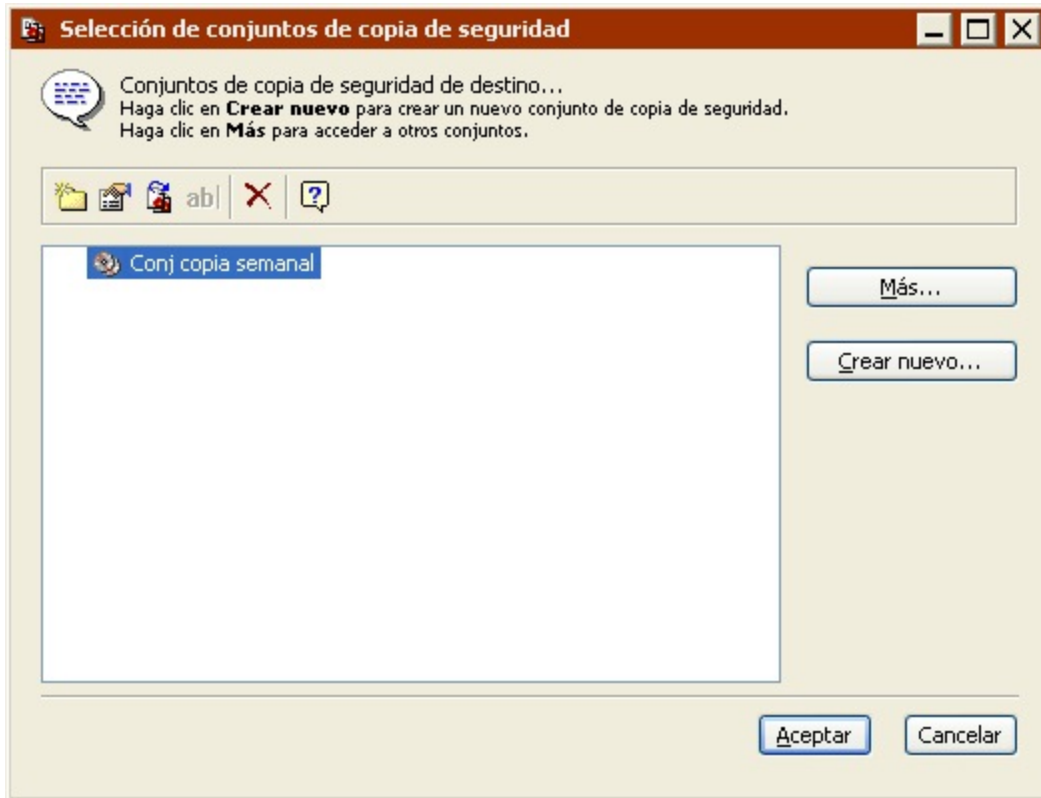 Selección de conjuntos de copia de seguridad
Conjuntos de copia de seguridad de destino...
Haga clic en Crear nuevo para crear un nuevo conjunto de copia de seguridad.
Haga clic en Más para acceder a otros conjuntos.
ab|
Conj copia semanal
Más...
Crear nuevo...
Aceptar
Cancelar